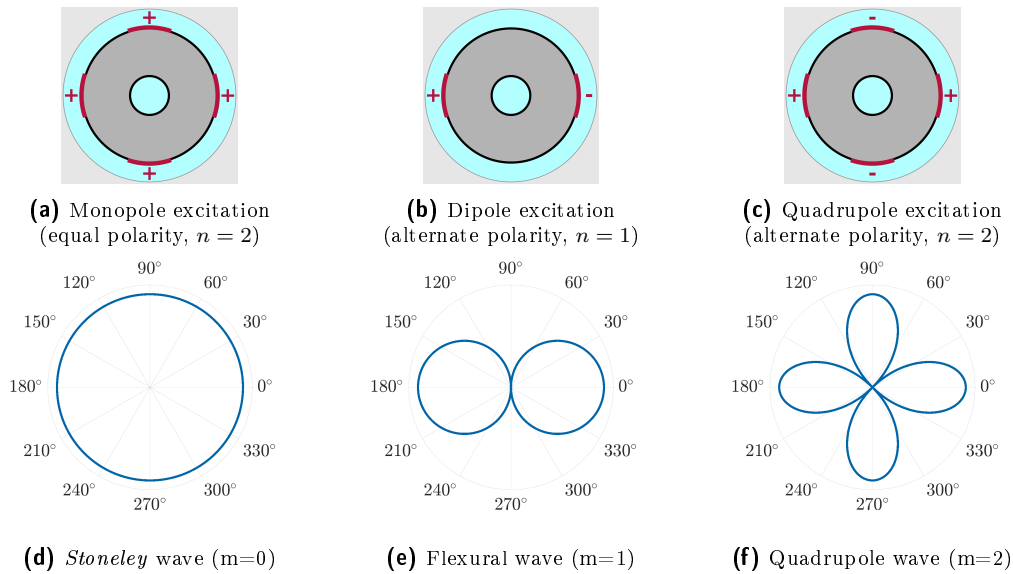 + + -
+ + + - + +
+ -
(a) Monopole excitation
(equal polarity, n = 2)
(b) Dipole excitation
(alternate polarity, n = 1)
(c) Quadrupole excitation
(alternate polarity, n = 2)
90°
120° 60°
150° 30°
180° 0°
210° 330°
240° 300°
270°
90°
120° 60°
150° 30°
180° 0°
210° 330°
240° 300°
270°
90°
120° 60°
150° 30°
180° 0°
210° 330°
240° 300°
270°
(d) Stoneley wave (m=0)
(e) Flexural wave (m=1)
(f) Quadrupole wave (m=2)